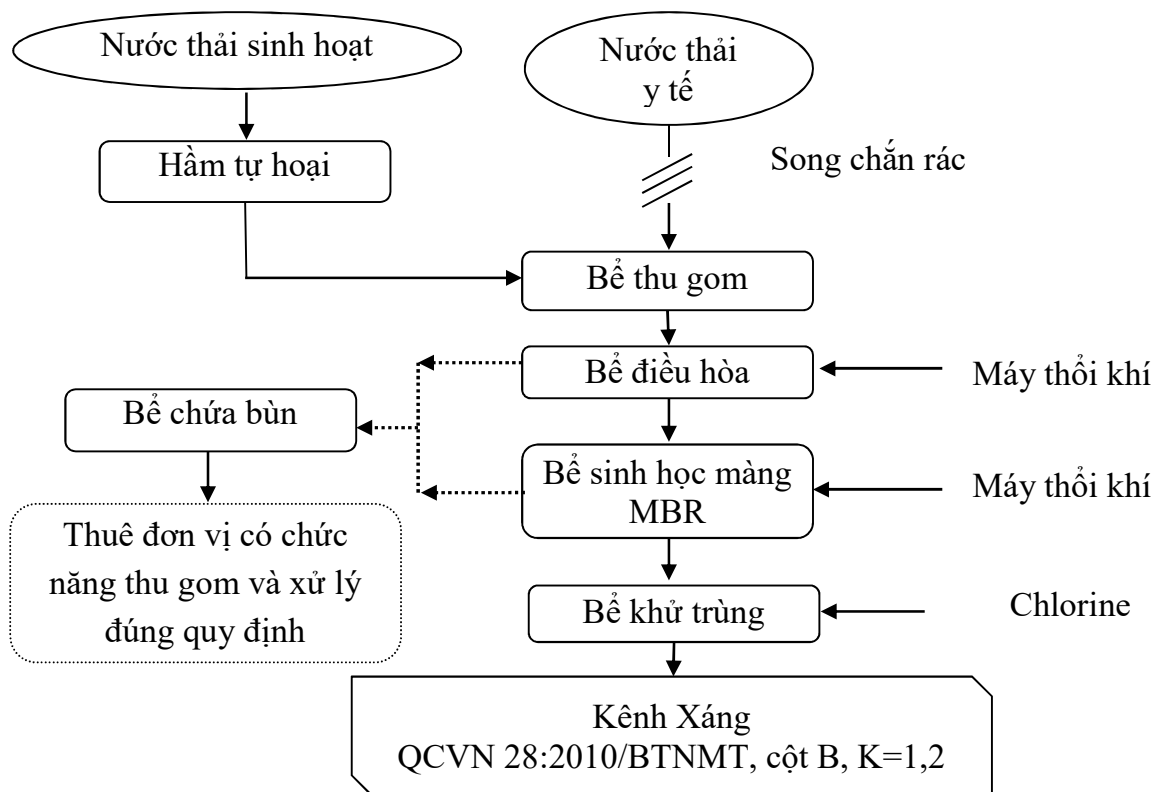 Nước thải sinh hoạt
Nước thải
y tế
Hầm tự hoại
Song chắn rác
Bể thu gom
Bể điều hòa
Máy thổi khí
Bể chứa bùn
Bể sinh học màng
MBR
Máy thổi khí
Thuê đơn vị có chức
năng thu gom và xử lý
đúng quy định
Bể khử trùng
Chlorine
Kênh Xáng
QCVN 28:2010/BTNMT, cột B, K=1,2